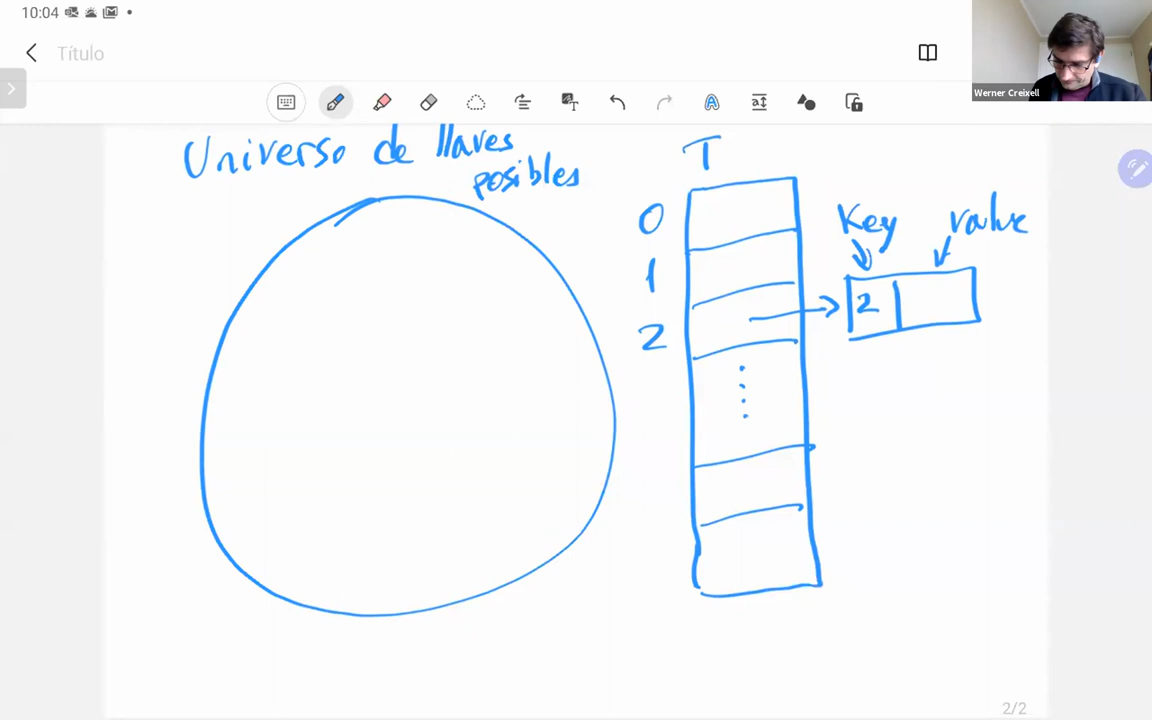 10:04
Título
Werner Creixell
Universo de llaves
posibles
T
0
1
2
Key
value
2
2/2